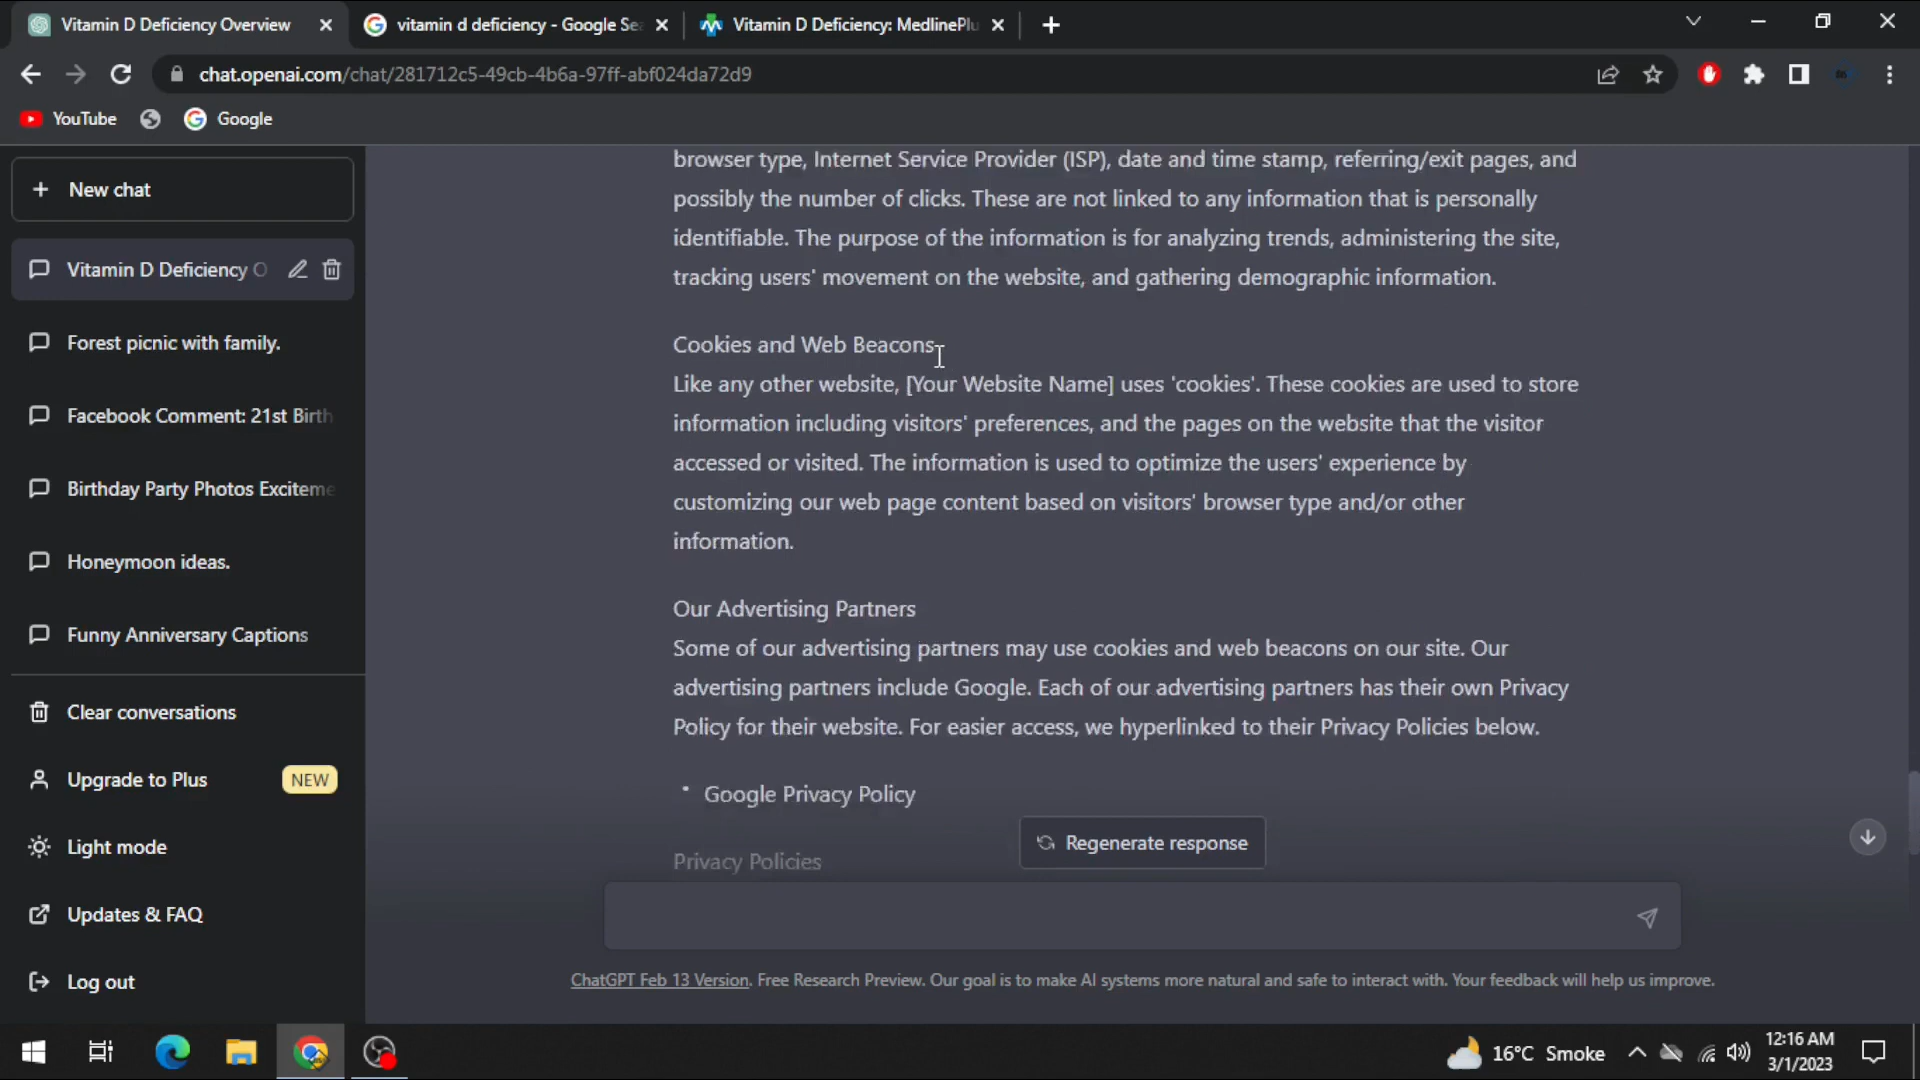 Vitamin D Deficiency Overview
vitamin d deficiency - Google Se
Vitamin D Deficiency: MedlinePlu
chat.openai.com/chat/281712c5-49cb-4b6a-97ff-abf024da72d9
YouTube
Google
New chat
Vitamin D Deficiency O
Forest picnic with family.
Facebook Comment: 21st Birth
Birthday Party Photos Exciteme
Honeymoon ideas.
Funny Anniversary Captions
Clear conversations
Upgrade to Plus
NEW
Light mode
Updates & FAQ
Log out
browser type, Internet Service Provider (ISP), date and time stamp, referring/exit pages, and
possibly the number of clicks. These are not linked to any information that is personally
identifiable. The purpose of the information is for analyzing trends, administering the site,
tracking users' movement on the website, and gathering demographic information.
Cookies and Web Beacons
Like any other website, [Your Website Name] uses 'cookies'. These cookies are used to store
information including visitors' preferences, and the pages on the website that the visitor
accessed or visited. The information is used to optimize the users' experience by
customizing our web page content based on visitors' browser type and/or other
information.
Our Advertising Partners
Some of our advertising partners may use cookies and web beacons on our site. Our
advertising partners include Google. Each of our advertising partners has their own Privacy
Policy for their website. For easier access, we hyperlinked to their Privacy Policies below.
• Google Privacy Policy
Privacy Policies
Regenerate response
ChatGPT Feb 13 Version. Free Research Preview. Our goal is to make AI systems more natural and safe to interact with. Your feedback will help us improve.
16°C Smoke
12:16 AM
3/1/2023